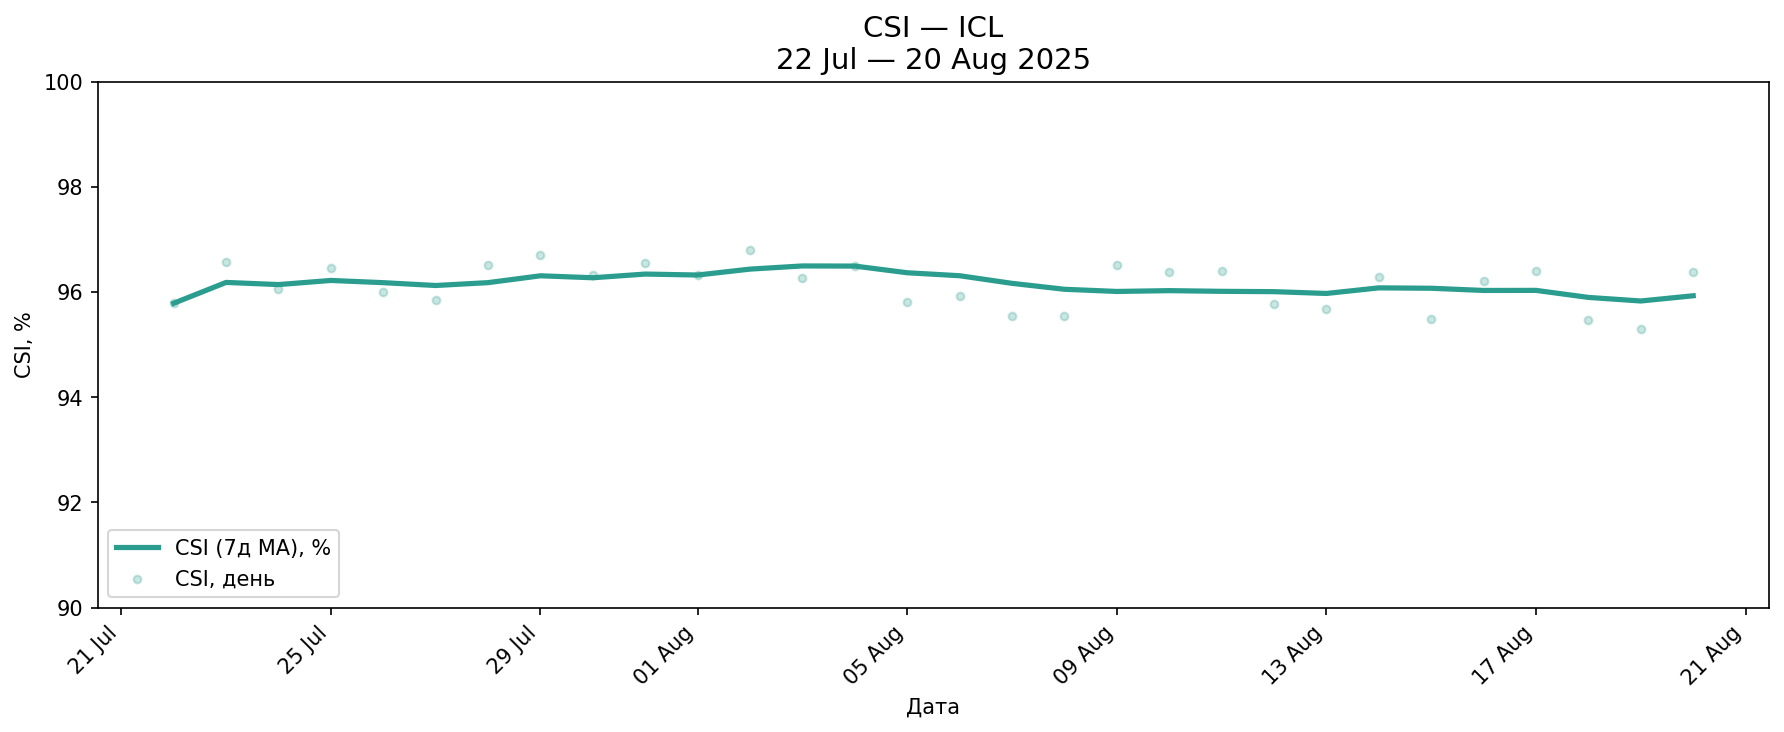 CSI — ICL
22 Jul — 20 Aug 2025
CSI, %
100
98
96
94
92
90
CSI (7д MA), %
CSI, день
21 Jul
25 Jul
29 Jul
01 Aug
05 Aug
09 Aug
13 Aug
17 Aug
21 Aug
Дата